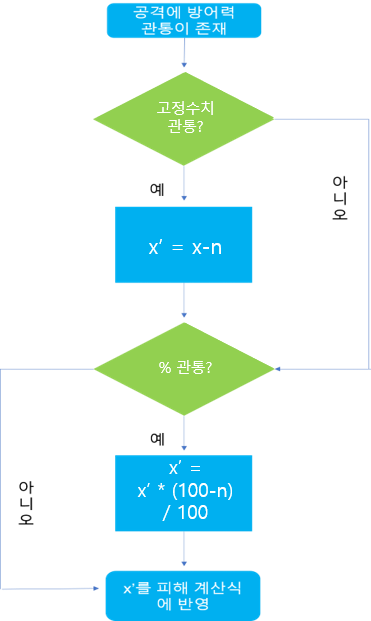 공격에 방어력
관통이 존재
고정수치
관통?
예
아
니
오
x’ = x-n
% 관통?
예
아
니
오
x’ =
x’ * (100-n)
/ 100
x’를 피해 계산식
에 반영